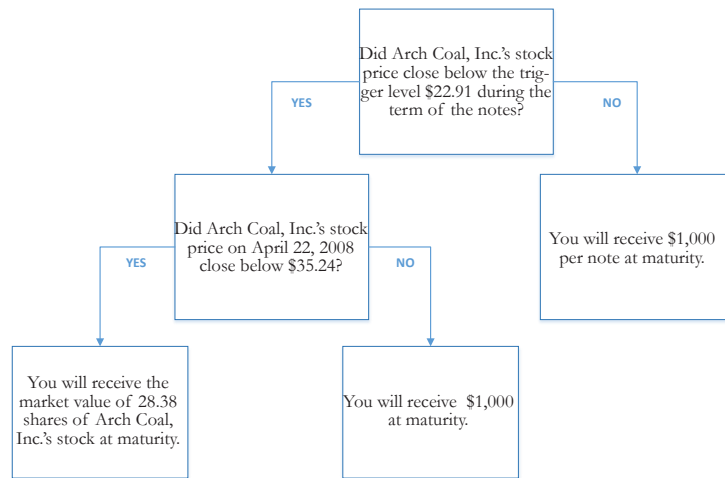 Did Arch Coal, Inc.'s stock
price close below the trig-
ger level $22.91 during the
term of the notes?
YES
NO
Did Arch Coal, Inc.'s stock
price on April 22, 2008
close below $35.24?
You will receive $1,000
per note at maturity.
YES
NO
You will receive the
market value of 28.38
shares of Arch Coal,
Inc.'s stock at maturity.
You will receive $1,000
at maturity.